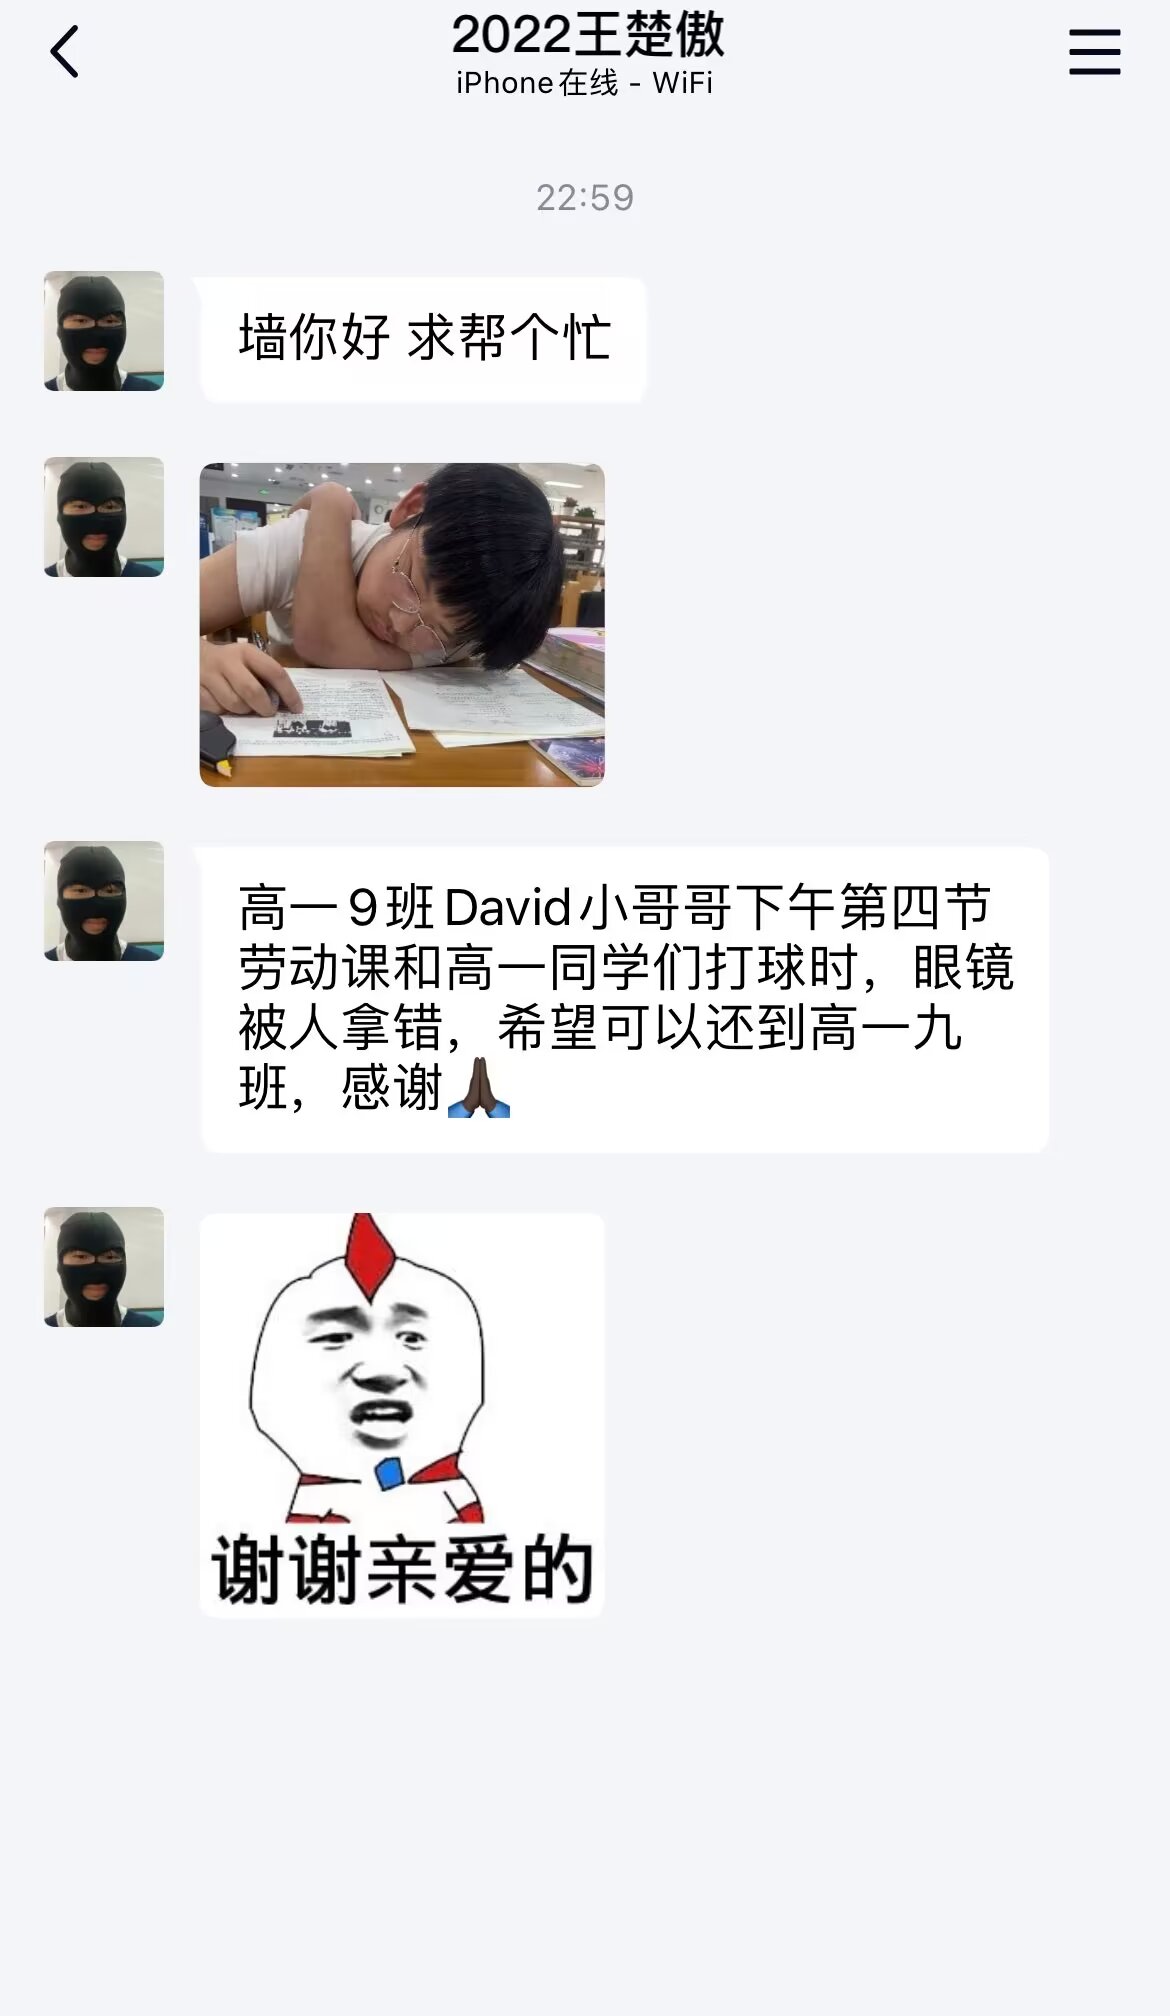 2022王楚傲
iPhone在线 - WiFi
22:59
墙你好 求帮个忙
高一9班David小哥哥下午第四节
劳动课和高一同学们打球时，眼镜
被人拿错，希望可以还到高一九
班，感谢🙏🏿
谢谢亲爱的